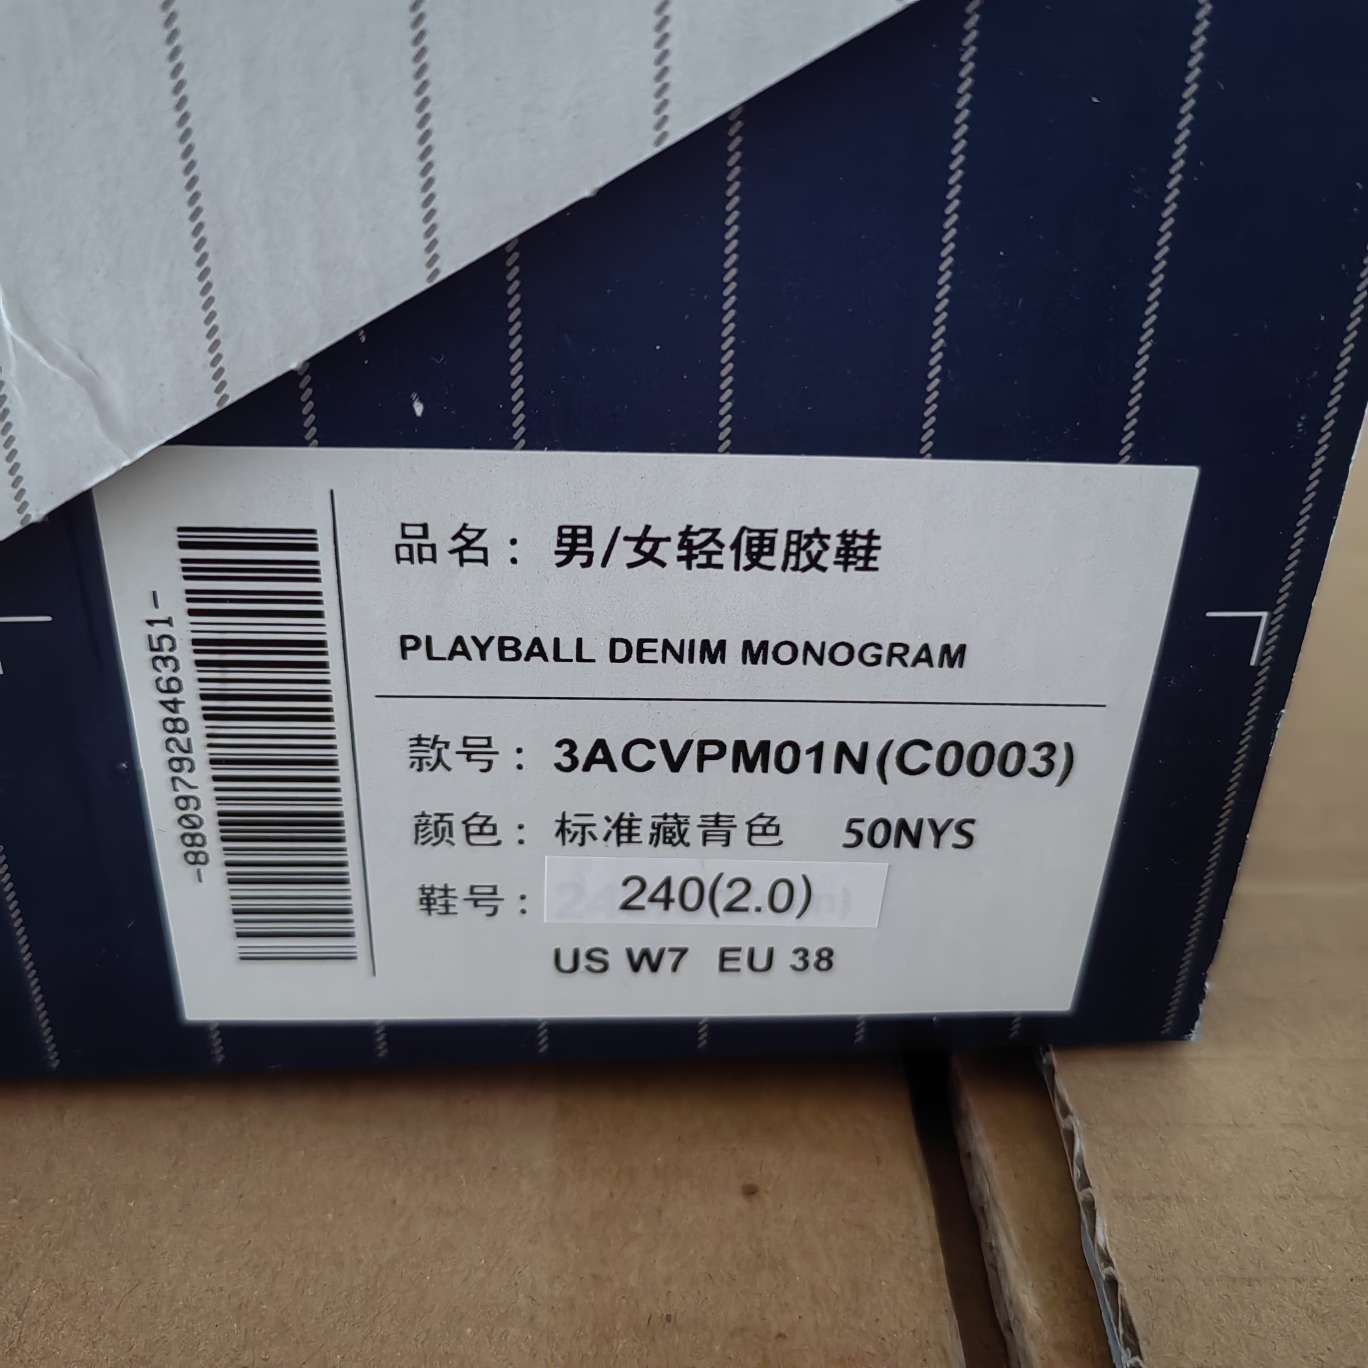 -8809792846351-
品名：男/女轻便胶鞋
PLAYBALL DENIM MONOGRAM
款号：3ACVPM01N(C0003)
颜色：标准藏青色 50NYS
鞋号：240(2.0)
US W7 EU 38